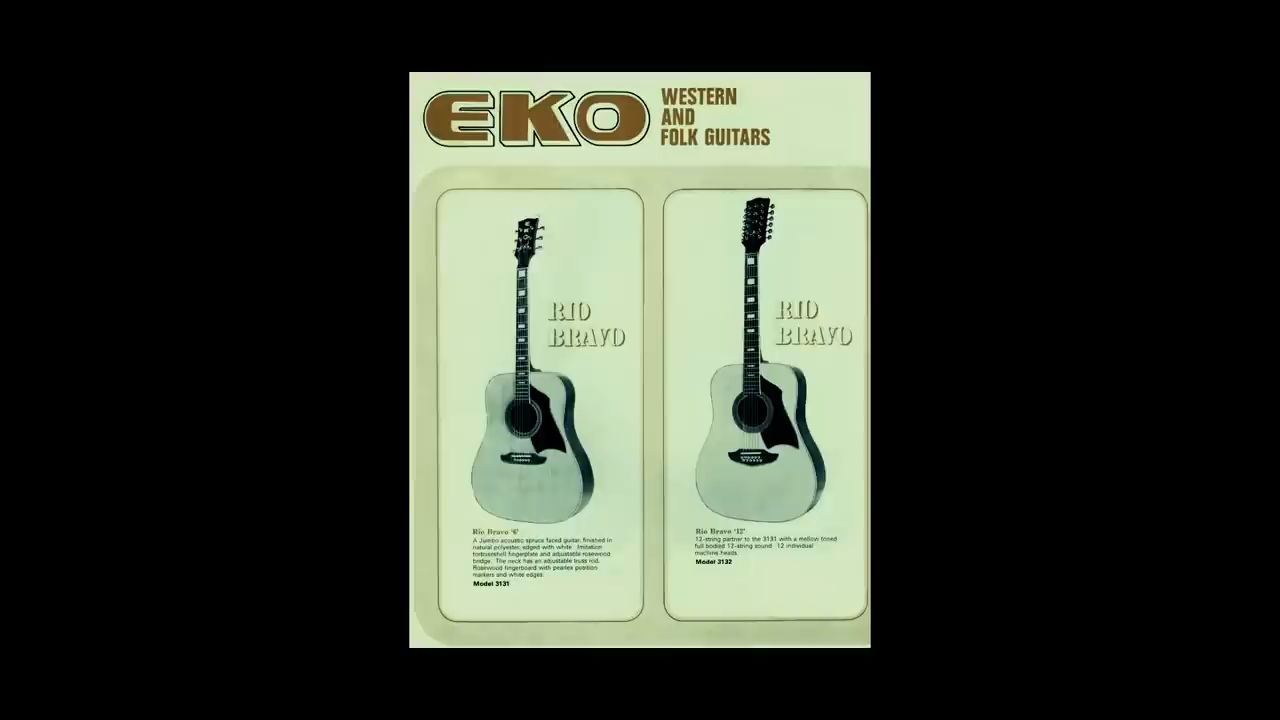 EKO
WESTERN
AND
FOLK GUITARS
RIO
BRAVO
Rio Bravo '6'
A Jumbo acoustic spruce faced guitar, finished in
natural polyester, edged with white. Imitation
tortoiseshell fingerplate and adjustable rosewood
bridge. The neck has an adjustable truss rod.
Rosewood fingerboard with pearlex position
markers and white edges.
Model 3131
RIO
BRAVO
Rio Bravo '12'
12-string partner to the 3131 with a mellow toned
full bodied 12-string sound. 12 individual
machine heads.
Model 3132